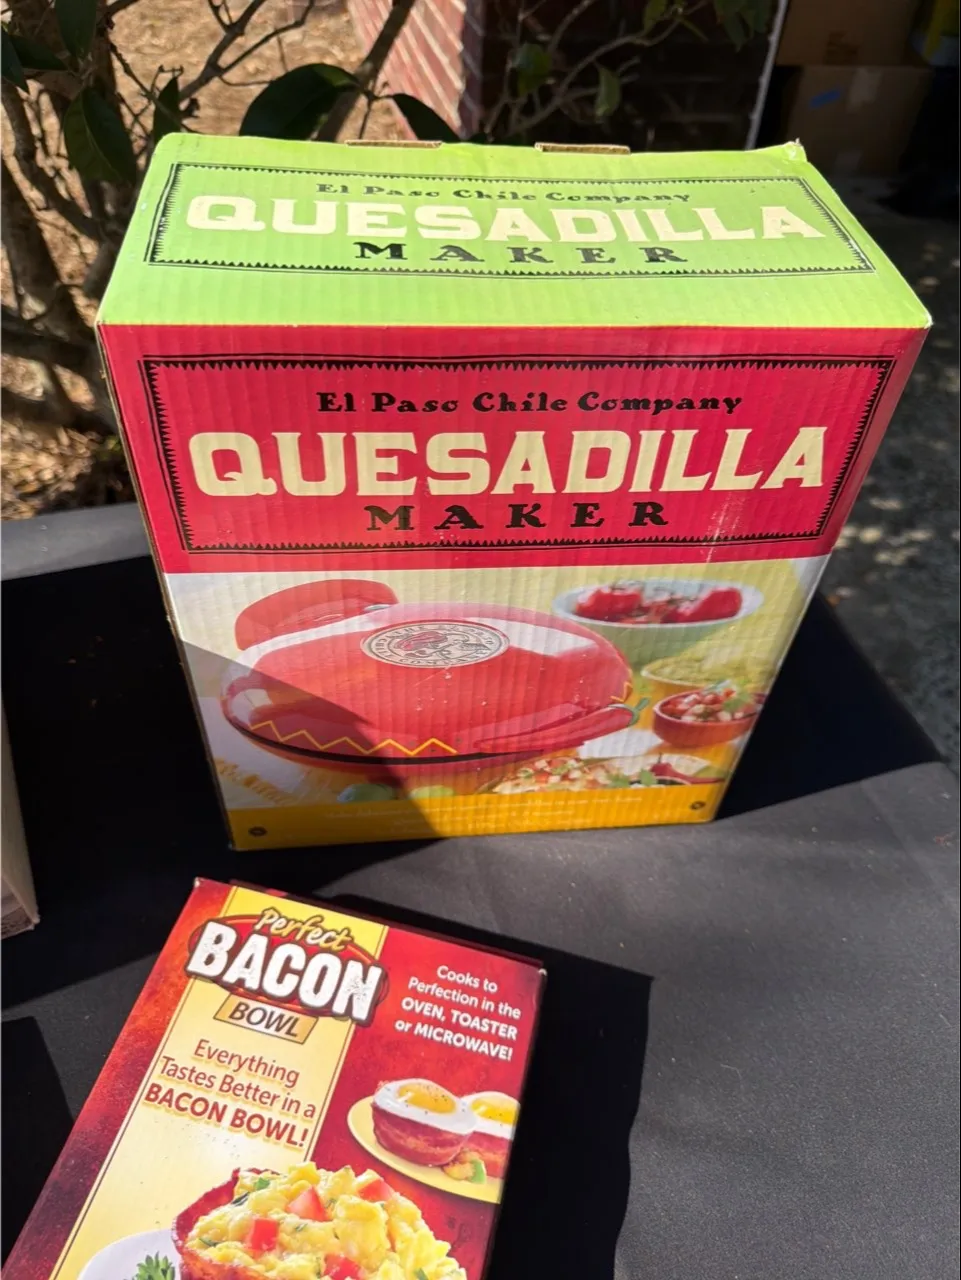 El Paso Chile Company
QUESADILLA
MAKER
El Paso Chile Company
QUESADILLA
MAKER
Perfect
BACON
BOWL
Everything
Tastes Better in a
BACON BOWL!
Cooks to
Perfection in the
OVEN, TOASTER
or MICROWAVE!